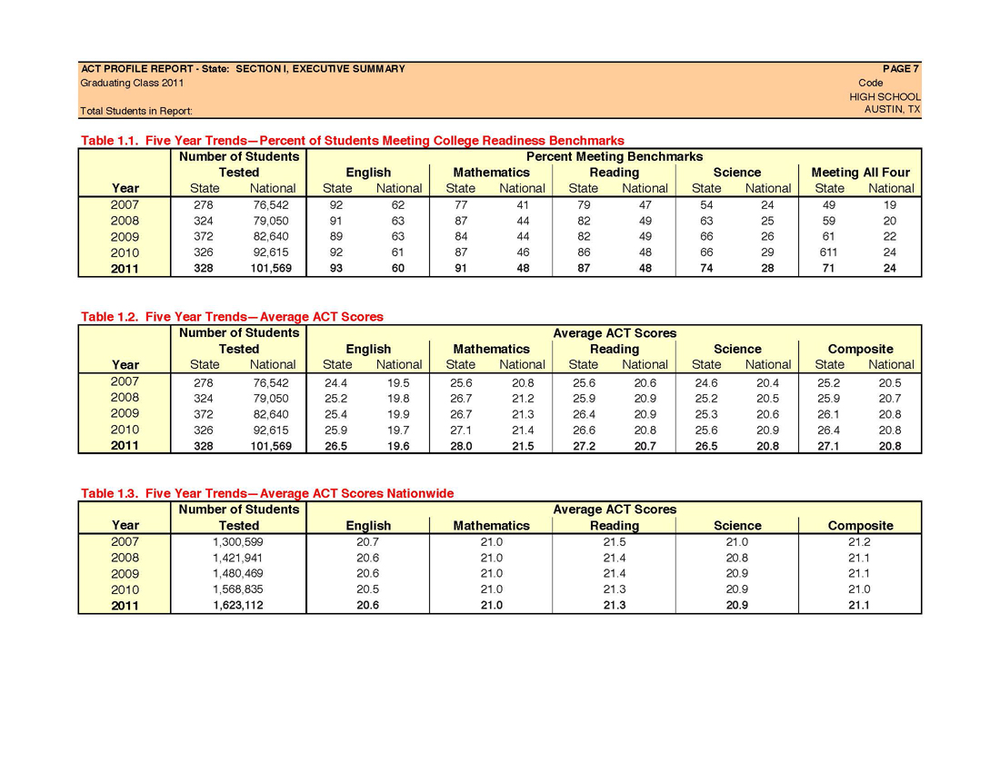 ACT PROFILE REPORT - State: SECTION I, EXECUTIVE SUMMARY PAGE 7
Graduating Class 2011 Code
HIGH SCHOOL
Total Students in Report: AUSTIN, TX
Table 1.1. Five Year Trends—Percent of Students Meeting College Readiness Benchmarks
Number of Students Percent Meeting Benchmarks
Tested English Mathematics Reading Science Meeting All Four
Year State National State National State National State National State National State National
2007 278 76,542 92 62 77 41 79 47 54 24 49 19
2008 324 79,050 91 63 87 44 82 49 63 25 59 20
2009 372 82,640 89 63 84 44 82 49 66 26 61 22
2010 326 92,615 92 61 87 46 86 48 66 29 611 24
2011 328 101,569 93 60 91 48 87 48 74 28 71 24
Table 1.2. Five Year Trends—Average ACT Scores
Number of Students Average ACT Scores
Tested English Mathematics Reading Science Composite
Year State National State National State National State National State National State National
2007 278 76,542 24.4 19.5 25.6 20.8 25.6 20.6 24.6 20.4 25.2 20.5
2008 324 79,050 25.2 19.8 26.7 21.2 25.9 20.9 25.2 20.5 25.9 20.7
2009 372 82,640 25.4 19.9 26.7 21.3 26.4 20.9 25.3 20.6 26.1 20.8
2010 326 92,615 25.9 19.7 27.1 21.4 26.6 20.8 25.6 20.9 26.4 20.8
2011 328 101,569 26.5 19.6 28.0 21.5 27.2 20.7 26.5 20.8 27.1 20.8
Table 1.3. Five Year Trends—Average ACT Scores Nationwide
Number of Students Average ACT Scores
Year Tested English Mathematics Reading Science Composite
2007 1,300,599 20.7 21.0 21.5 21.0 21.2
2008 1,421,941 20.6 21.0 21.4 20.8 21.1
2009 1,480,469 20.6 21.0 21.4 20.9 21.1
2010 1,568,835 20.5 21.0 21.3 20.9 21.0
2011 1,623,112 20.6 21.0 21.3 20.9 21.1